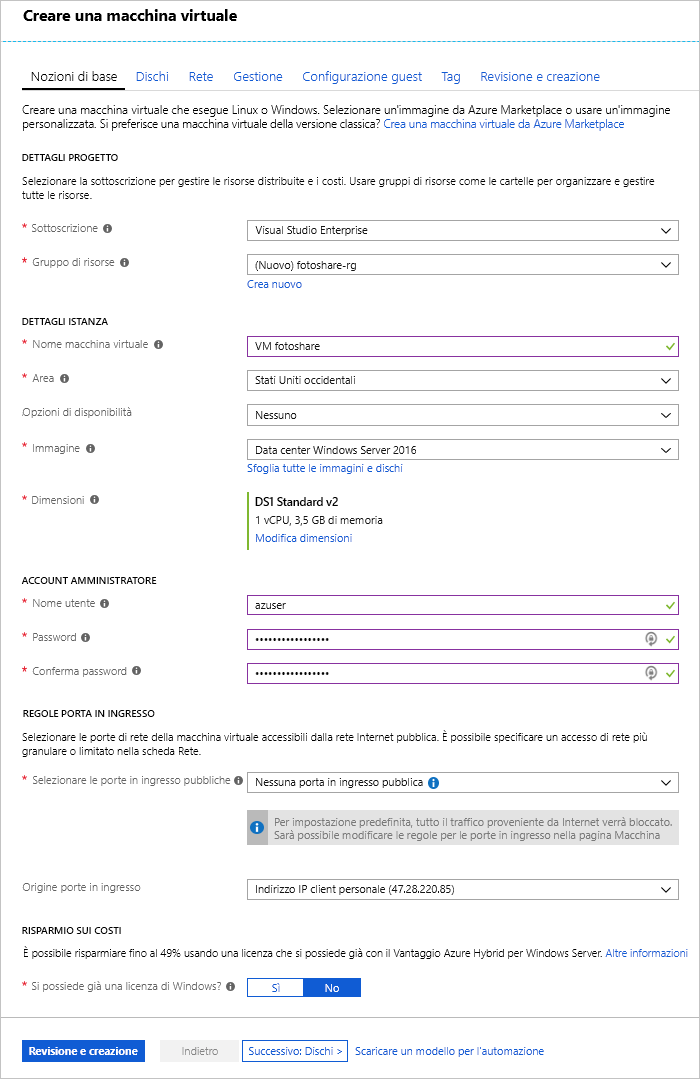 Creare una macchina virtuale
Nozioni di base Dischi Rete Gestione Configurazione guest Tag Revisione e creazione
Creare una macchina virtuale che esegue Linux o Windows. Selezionare un'immagine da Azure Marketplace o usare un'immagine
personalizzata. Si preferisce una macchina virtuale della versione classica? Crea una macchina virtuale da Azure Marketplace
DETTAGLI PROGETTO
Selezionare la sottoscrizione per gestire le risorse distribuite e i costi. Usare gruppi di risorse come le cartelle per organizzare e gestire
tutte le risorse.
* Sottoscrizione Visual Studio Enterprise
* Gruppo di risorse (Nuovo) fotoshare-rg
Crea nuovo
DETTAGLI ISTANZA
* Nome macchina virtuale VM fotoshare
* Area Stati Uniti occidentali
Opzioni di disponibilità Nessuno
* Immagine Data center Windows Server 2016
Sfoglia tutte le immagini e dischi
* Dimensioni DS1 Standard v2
1 vCPU, 3,5 GB di memoria
Modifica dimensioni
ACCOUNT AMMINISTRATORE
* Nome utente azuser
* Password •••••••••••••••••
* Conferma password •••••••••••••••••
REGOLE PORTA IN INGRESSO
Selezionare le porte di rete della macchina virtuale accessibili dalla rete Internet pubblica. È possibile specificare un accesso di rete più
granulare o limitato nella scheda Rete.
* Selezionare le porte in ingresso pubbliche Nessuna porta in ingresso pubblica
Per impostazione predefinita, tutto il traffico proveniente da Internet verrà bloccato.
Sarà possibile modificare le regole per le porte in ingresso nella pagina Macchina
Origine porte in ingresso Indirizzo IP client personale (47.28.220.85)
RISPARMIO SUI COSTI
È possibile risparmiare fino al 49% usando una licenza che si possiede già con il Vantaggio Azure Hybrid per Windows Server. Altre informazioni
* Si possiede già una licenza di Windows? Sì No
Revisione e creazione Indietro Successivo: Dischi > Scaricare un modello per l'automazione